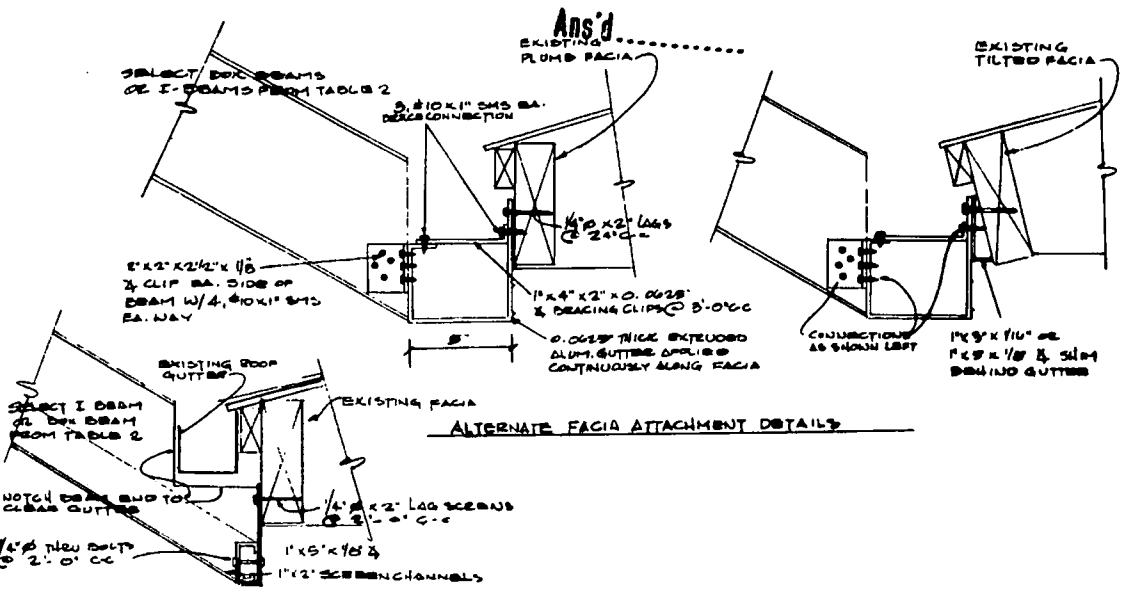 Ans'd
EXISTING
PLUMB FACIA
EXISTING
TILTED FACIA
SELECT BOX BEAMS
OR I-BEAMS FROM TABLE 2
3, #10 X 1" SMS EA.
CONNECTION
1/4" Ø X 2" LAGS
@ 24" C-C
2" X 2" X 2 1/2" X 1/8"
CLIP EA. SIDE OF
BEAM W/4, #10 X 1" SMS
EA. WAY
1" X 4" X 2" X 0.0625"
BRACING CLIPS @ 3'-0" C-C
0.0625" THICK EXTRUDED
ALUM. GUTTER APPLIED
CONTINUOUSLY ALONG FACIA
CONNECTIONS
AS SHOWN LEFT
1" X 3" X 1/16" OR
1" X 5" X 1/8" SHIM
BEHIND GUTTER
EXISTING ROOF
GUTTER
EXISTING FACIA
SELECT I BEAM
OR BOX BEAM
FROM TABLE 2
ALTERNATE FACIA ATTACHMENT DETAILS
NOTCH BEAM END TO
CLEAR GUTTER
1/4" Ø X 2" LAG SCREWS
@ 2'-0" C-C
1/4" Ø THRU BOLTS
@ 2'-0" C-C
1" X 5" X 1/8"
1" X 2" SCREEN CHANNELS